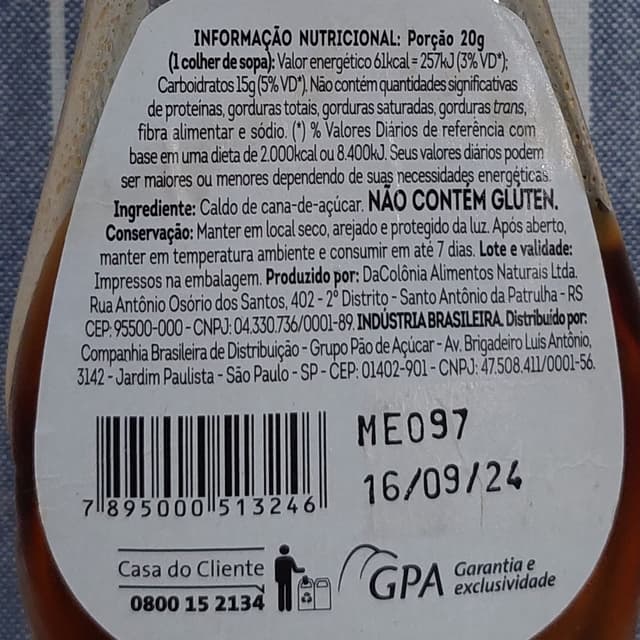 INFORMAÇÃO NUTRICIONAL: Porção 20g
(1 colher de sopa): Valor energético 61kcal = 257kJ (3% VD*);
Carboidratos 15g (5% VD*). Não contém quantidades significativas
de proteínas, gorduras totais, gorduras saturadas, gorduras trans,
fibra alimentar e sódio. (*) % Valores Diários de referência com
base em uma dieta de 2.000kcal ou 8.400kJ. Seus valores diários podem
ser maiores ou menores dependendo de suas necessidades energéticas.
Ingrediente: Caldo de cana-de-açúcar. NÃO CONTÉM GLÚTEN.
Conservação: Manter em local seco, arejado e protegido da luz. Após aberto,
manter em temperatura ambiente e consumir em até 7 dias. Lote e validade:
Impressos na embalagem. Produzido por: DaColônia Alimentos Naturais Ltda.
Rua Antônio Osório dos Santos, 402 - 2º Distrito - Santo Antônio da Patrulha - RS
CEP: 95500-000 - CNPJ: 04.330.736/0001-89. INDÚSTRIA BRASILEIRA. Distribuído por:
Companhia Brasileira de Distribuição - Grupo Pão de Açúcar - Av. Brigadeiro Luís Antônio,
3142 - Jardim Paulista - São Paulo - SP - CEP: 01402-901 - CNPJ: 47.508.411/0001-56.
ME097
16/09/24
7 895000 513246
Casa do Cliente
0800 15 2134
GPA Garantia e
exclusividade